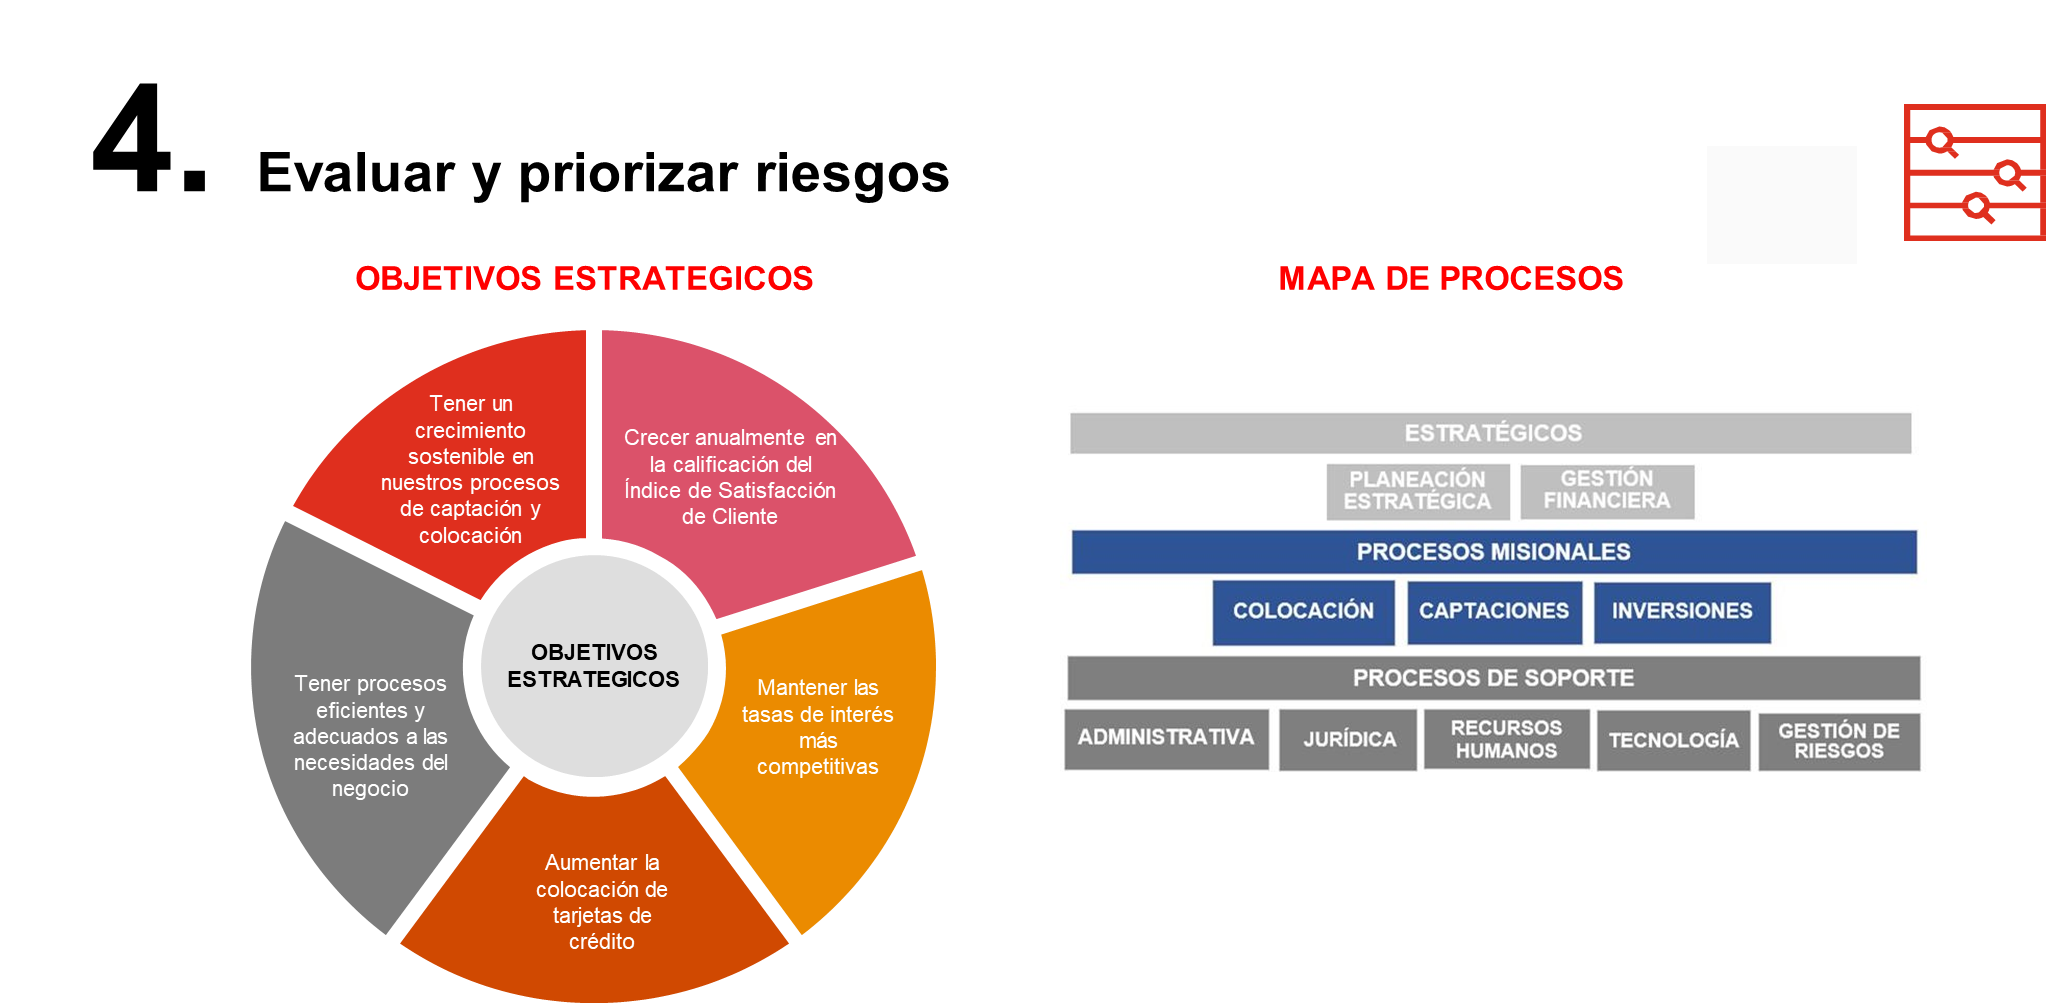 4. Evaluar y priorizar riesgos
OBJETIVOS ESTRATEGICOS
MAPA DE PROCESOS
Tener un
crecimiento
sostenible en
nuestros procesos
de captación y
colocación
Crecer anualmente en
la calificación del
Índice de Satisfacción
de Cliente
Mantener las
tasas de interés
más
competitivas
Aumentar la
colocación de
tarjetas de
crédito
Tener procesos
eficientes y
adecuados a las
necesidades del
negocio
OBJETIVOS
ESTRATEGICOS
ESTRATÉGICOS
PLANEACIÓN
ESTRATÉGICA
GESTIÓN
FINANCIERA
PROCESOS MISIONALES
COLOCACIÓN
CAPTACIONES
INVERSIONES
PROCESOS DE SOPORTE
ADMINISTRATIVA
JURÍDICA
RECURSOS
HUMANOS
TECNOLOGÍA
GESTIÓN DE
RIESGOS